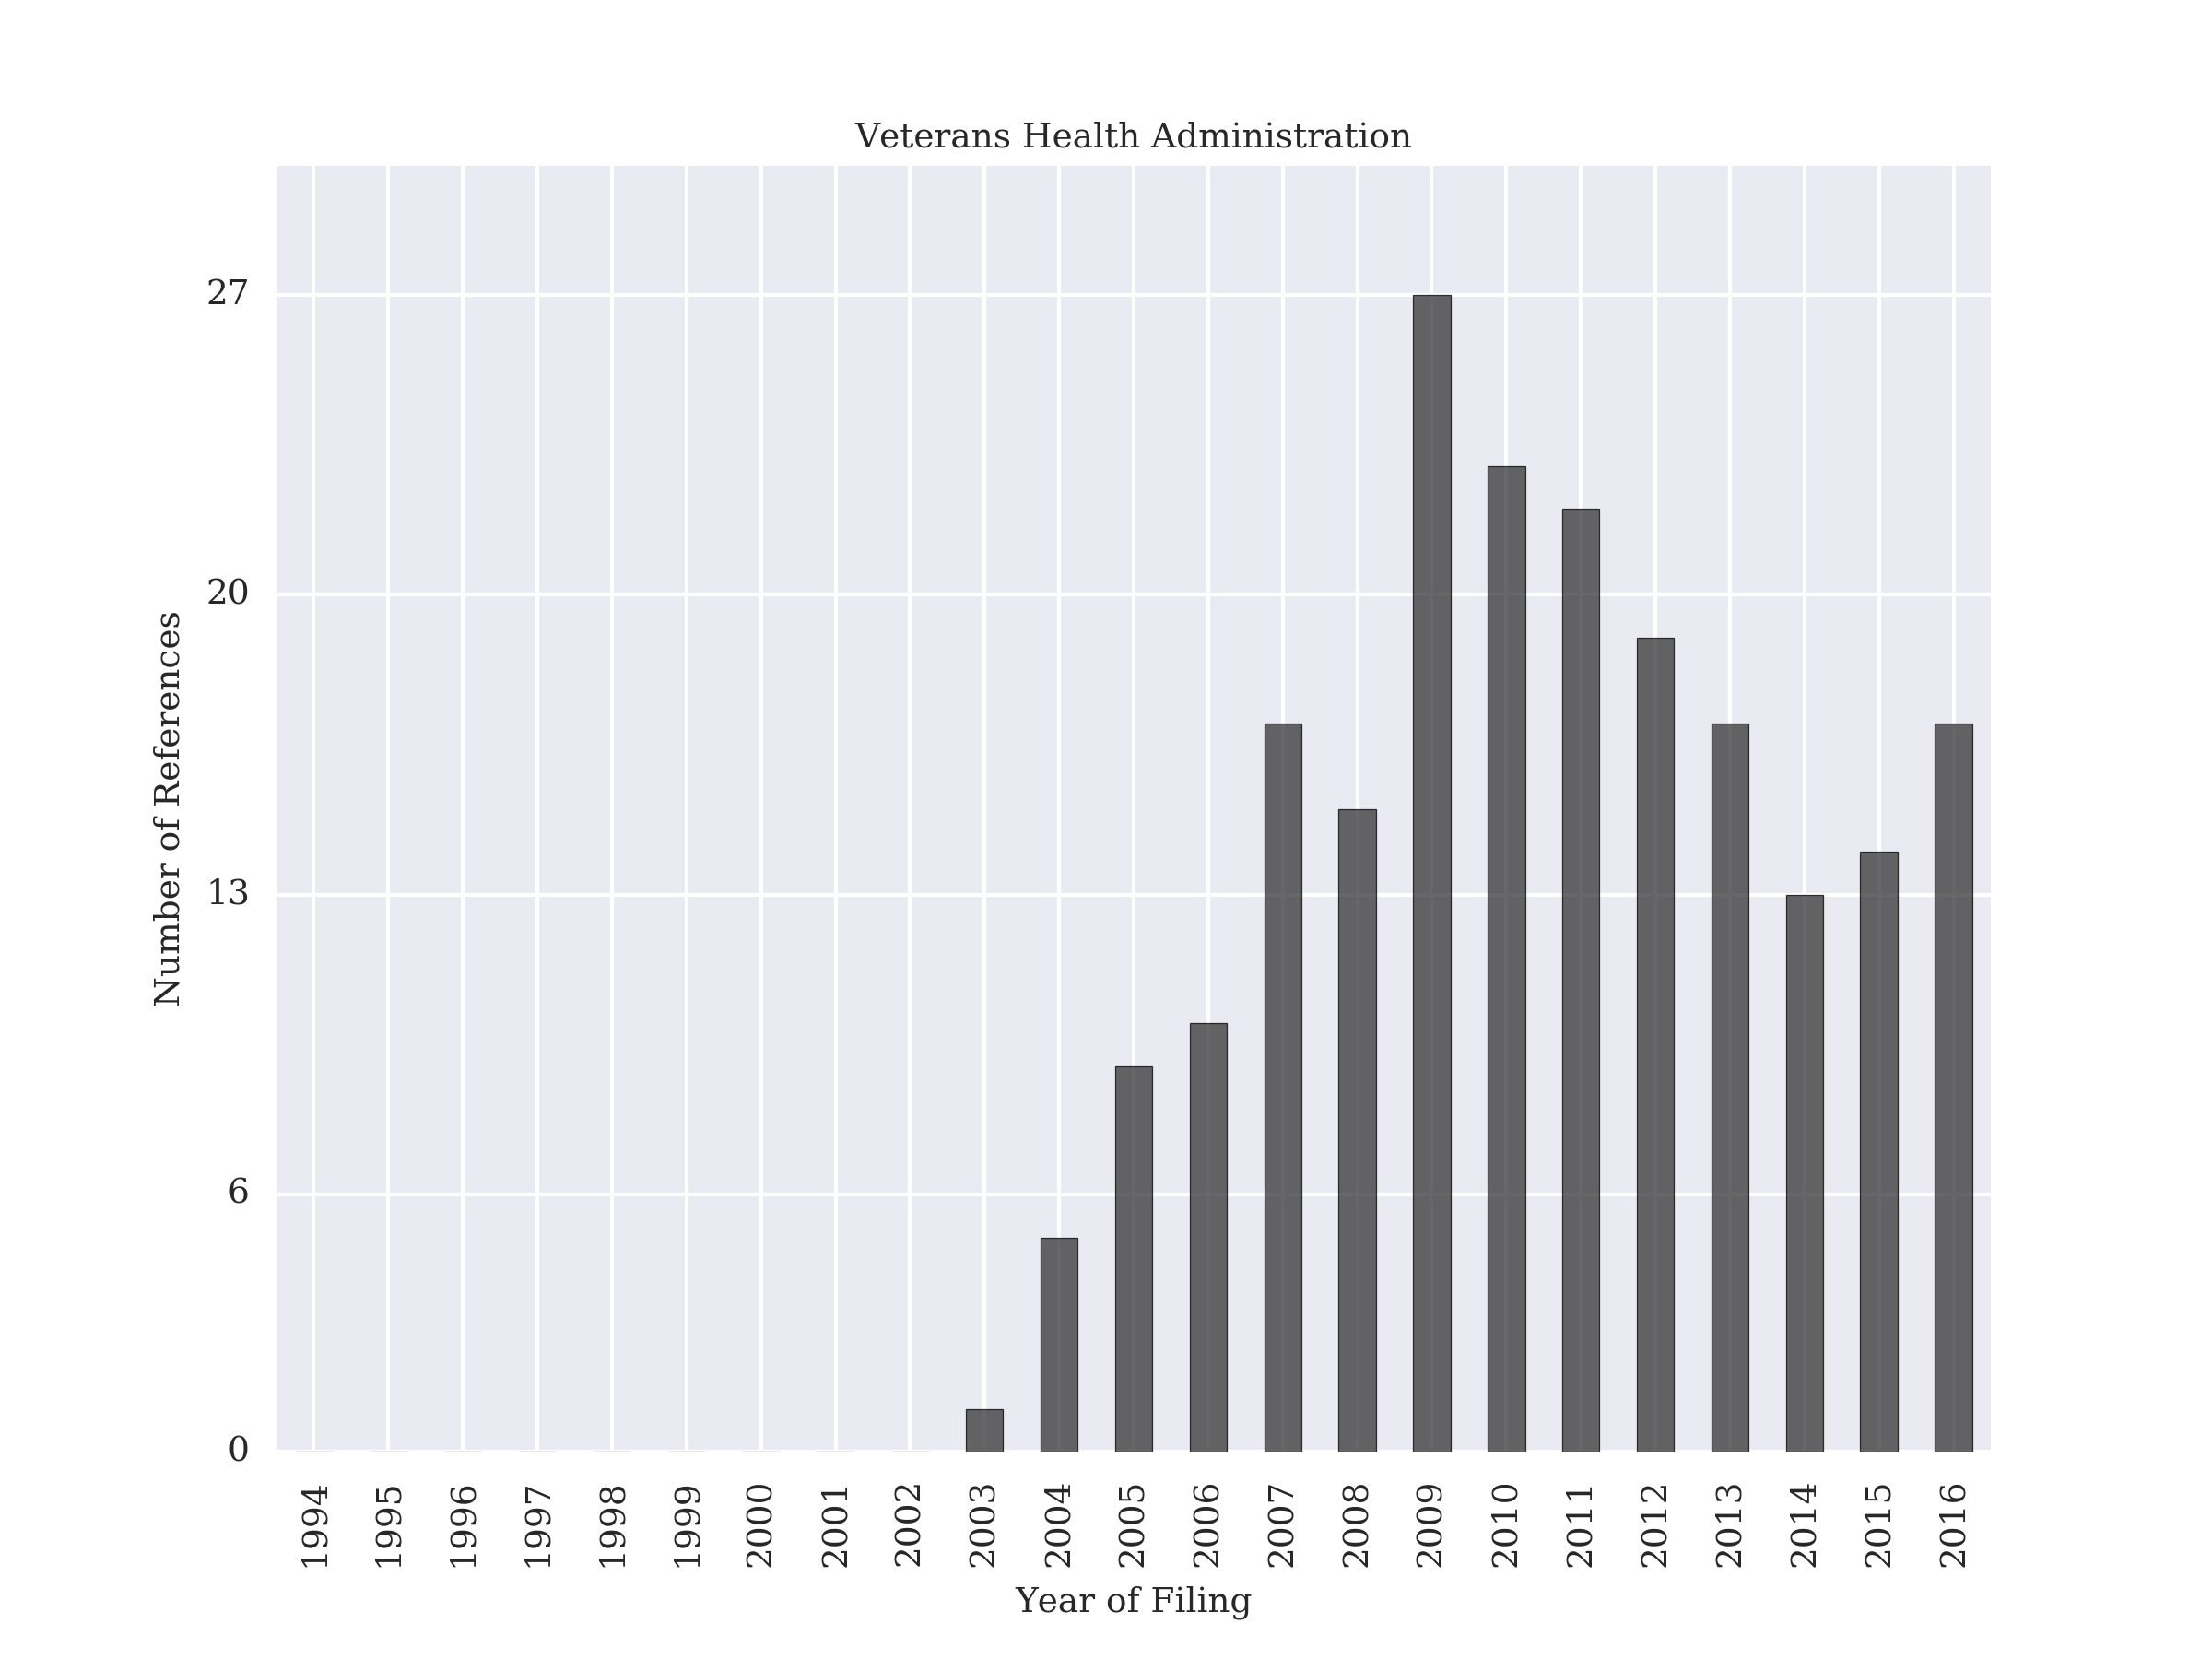 Veterans Health Administration
27
20
13
6
0
Number of References
1994 1995 1996 1997 1998 1999 2000 2001 2002 2003 2004 2005 2006 2007 2008 2009 2010 2011 2012 2013 2014 2015 2016
Year of Filing